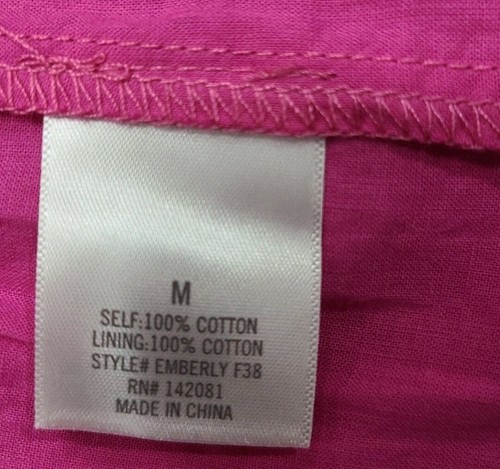 M
SELF:100% COTTON
LINING:100% COTTON
STYLE# EMBERLY F38
RN# 142081
MADE IN CHINA